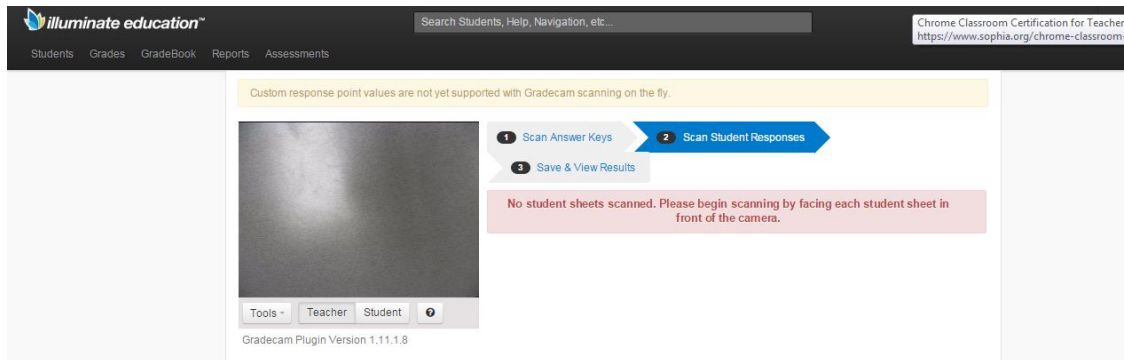 illuminate education™
Search Students, Help, Navigation, etc...
Chrome Classroom Certification for Teacher
https://www.sophia.org/chrome-classroom-
Students Grades GradeBook Reports Assessments
Custom response point values are not yet supported with Gradecam scanning on the fly.
1 Scan Answer Keys
2 Scan Student Responses
3 Save & View Results
No student sheets scanned. Please begin scanning by facing each student sheet in
front of the camera.
Tools Teacher Student ?
Gradecam Plugin Version 1.11.1.8